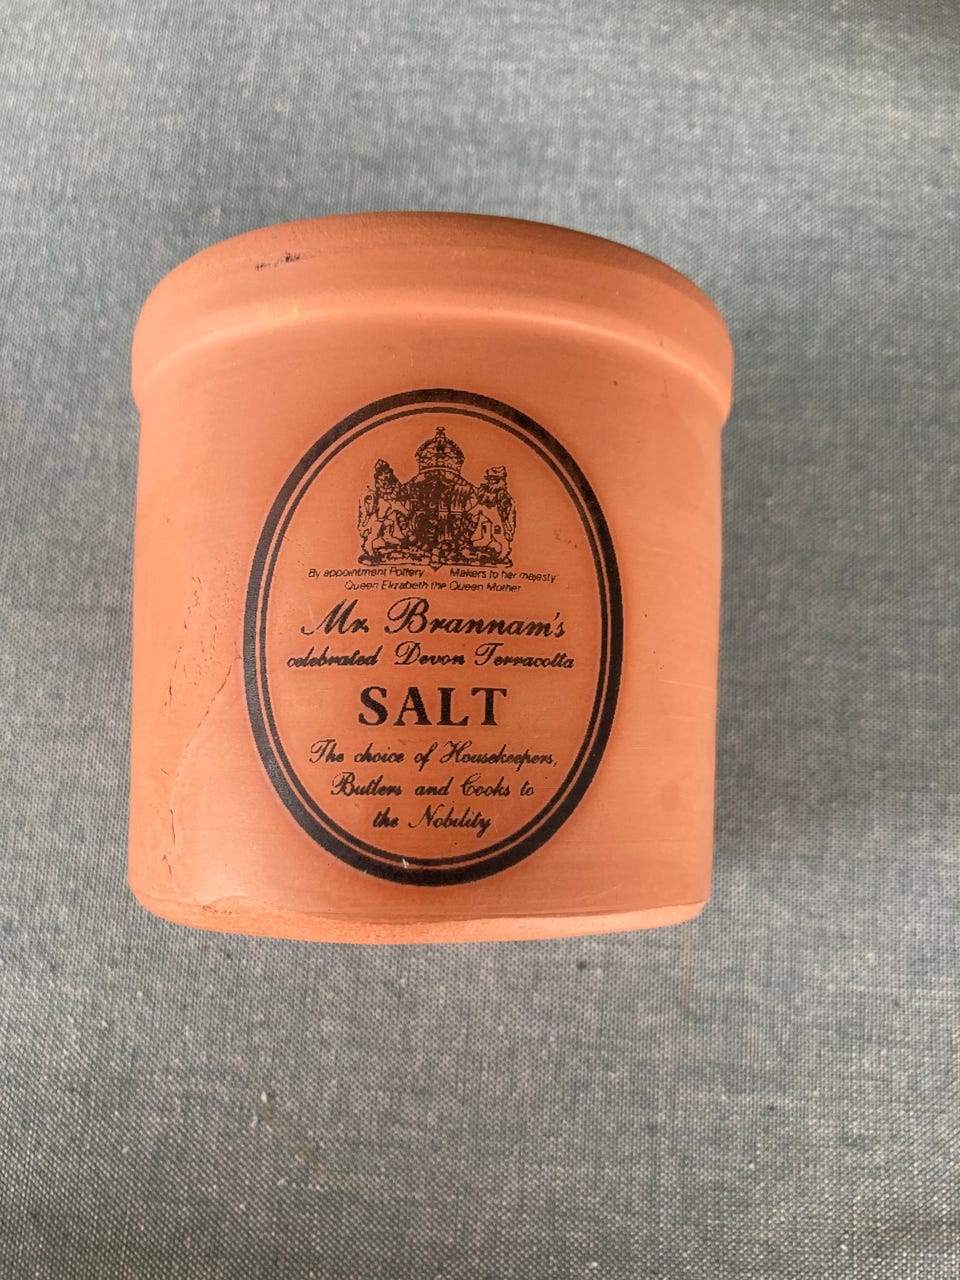 By appointment Pottery Makers to her majesty
Queen Elizabeth the Queen Mother
Mr. Brannam's
celebrated Devon Terracotta
SALT
The choice of Housekeepers,
Butlers and Cooks to
the Nobility